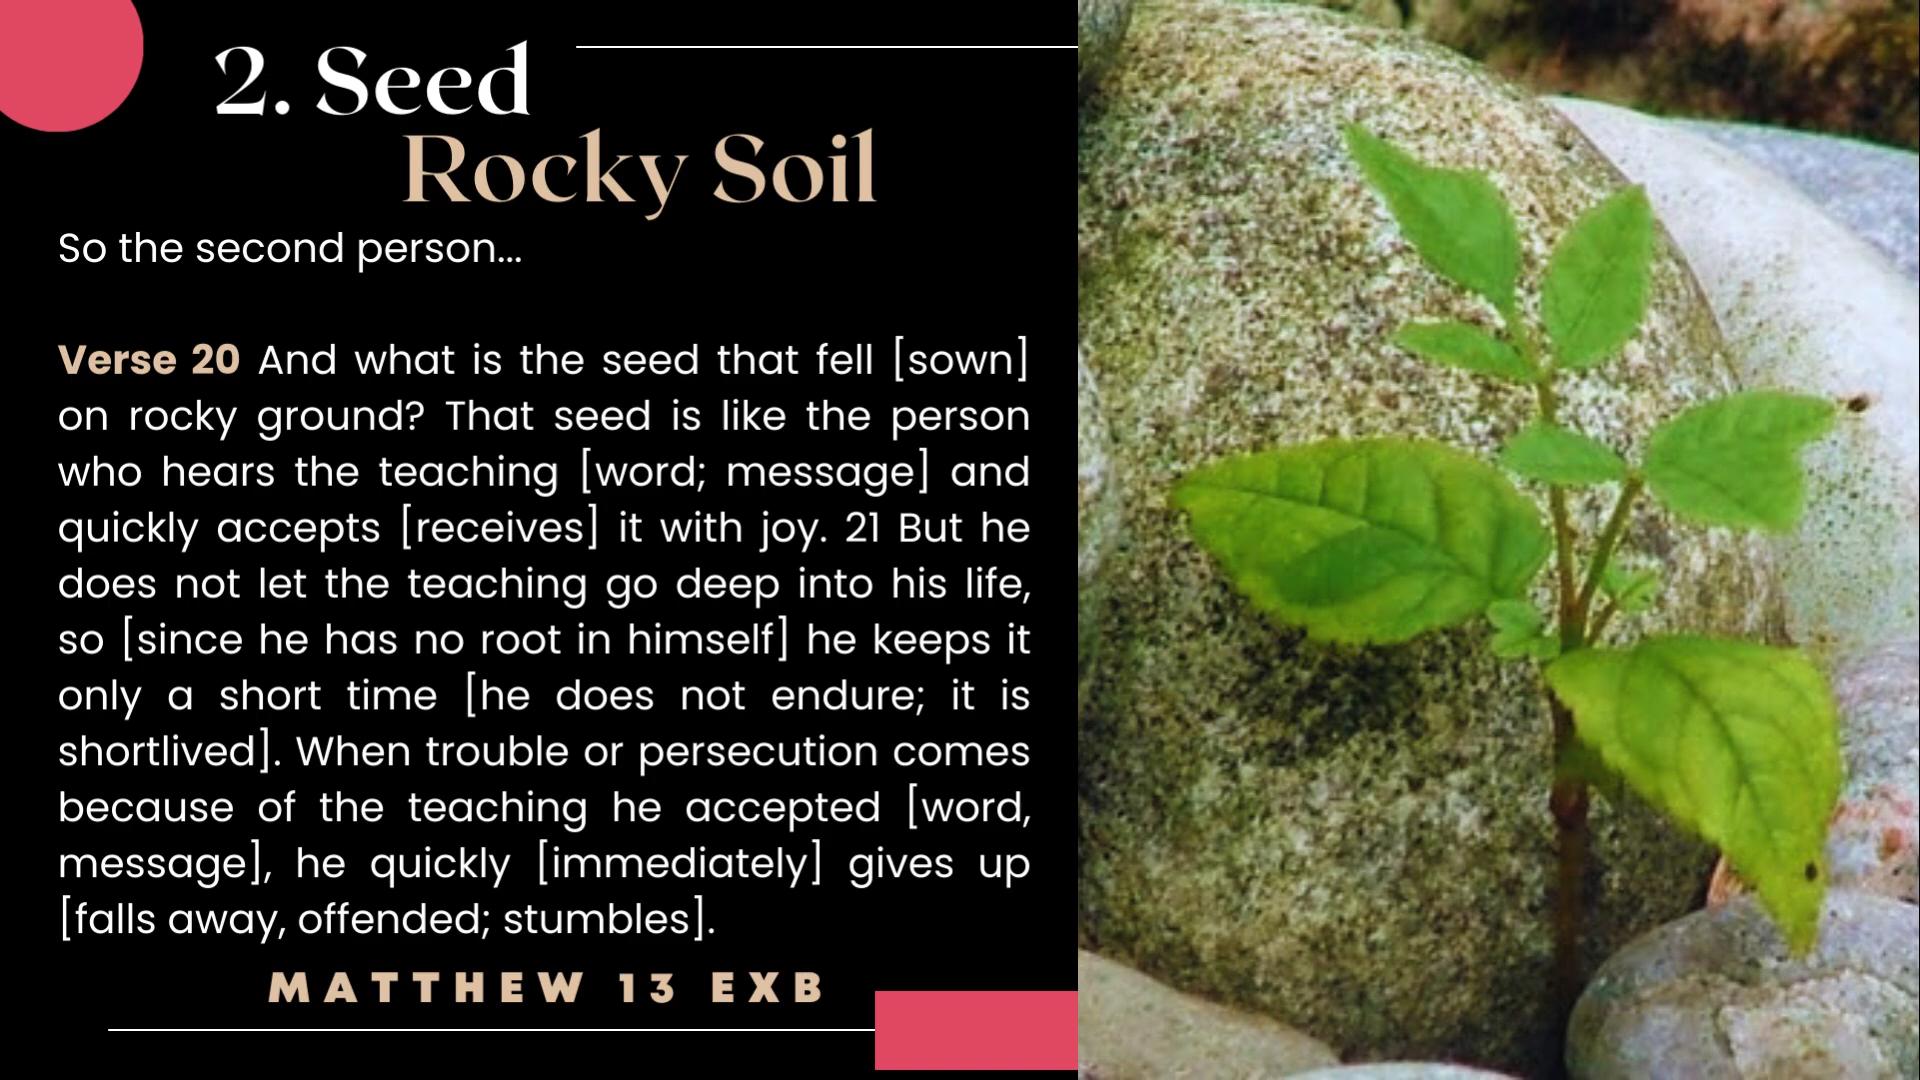 2. Seed
Rocky Soil
So the second person...
Verse 20 And what is the seed that fell [sown]
on rocky ground? That seed is like the person
who hears the teaching [word; message] and
quickly accepts [receives] it with joy. 21 But he
does not let the teaching go deep into his life,
so [since he has no root in himself] he keeps it
only a short time [he does not endure; it is
shortlived]. When trouble or persecution comes
because of the teaching he accepted [word,
message], he quickly [immediately] gives up
[falls away, offended; stumbles].
MATTHEW 13 EXB